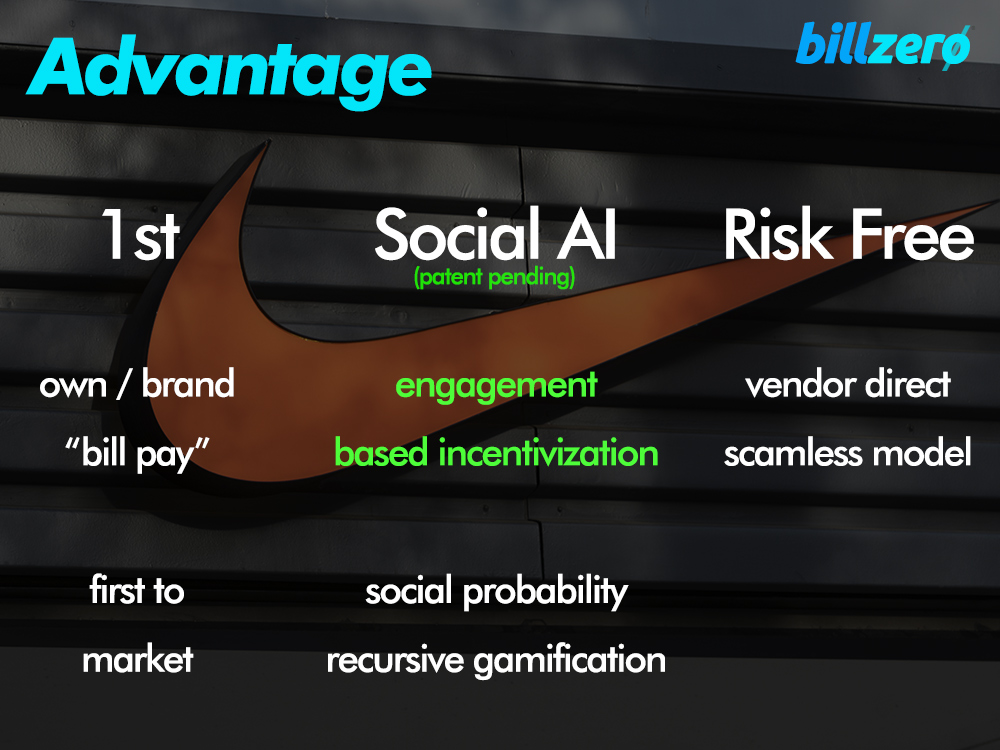 Advantage
billzerø
1st
Social AI
(patent pending)
Risk Free
own / brand
“bill pay”
first to
market
engagement
based incentivization
social probability
recursive gamification
vendor direct
scamless model